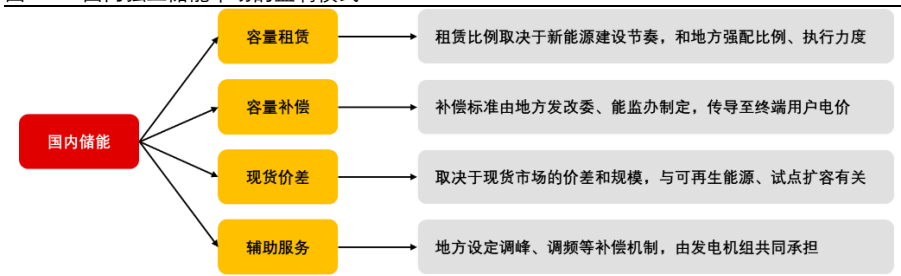 国内储能
容量租赁
租赁比例取决于新能源建设节奏，和地方强配比例、执行力度
容量补偿
补偿标准由地方发改委、能监办制定，传导至终端用户电价
现货价差
取决于现货市场的价差和规模，与可再生能源、试点扩容有关
辅助服务
地方设定调峰、调频等补偿机制，由发电机组共同承担